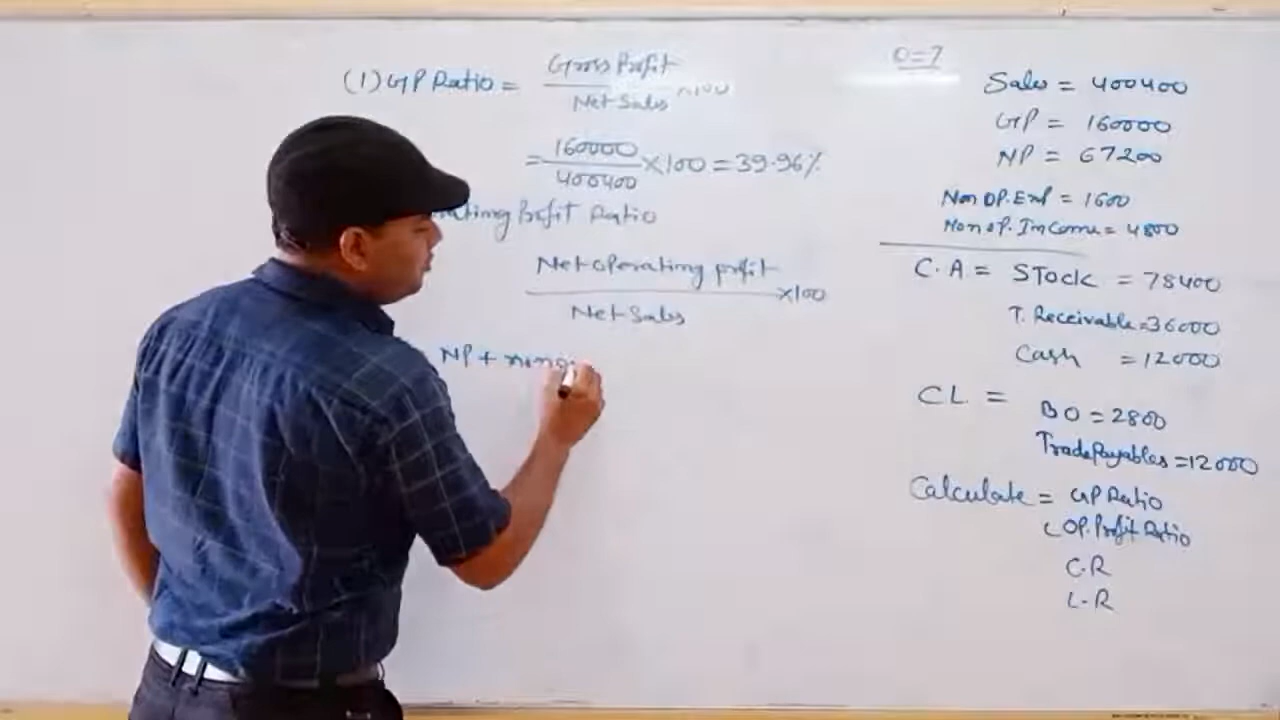 (1) GP Ratio = Gross Profit / Net Sales ×100
= 160000 / 400400 ×100 = 39.96%
rating Profit Ratio
Net operating profit / Net Sales ×100
NP + non
Q=7
Sales = 400400
GP = 160000
NP = 67200
Non Op. Exp = 1600
Non op. Income = 4800
C.A = Stock = 78400
T. Receivable = 36000
Cash = 12000
CL =
BO = 2800
Trade Payables = 12000
Calculate = GP Ratio
OP. Profit Ratio
C.R
L.R